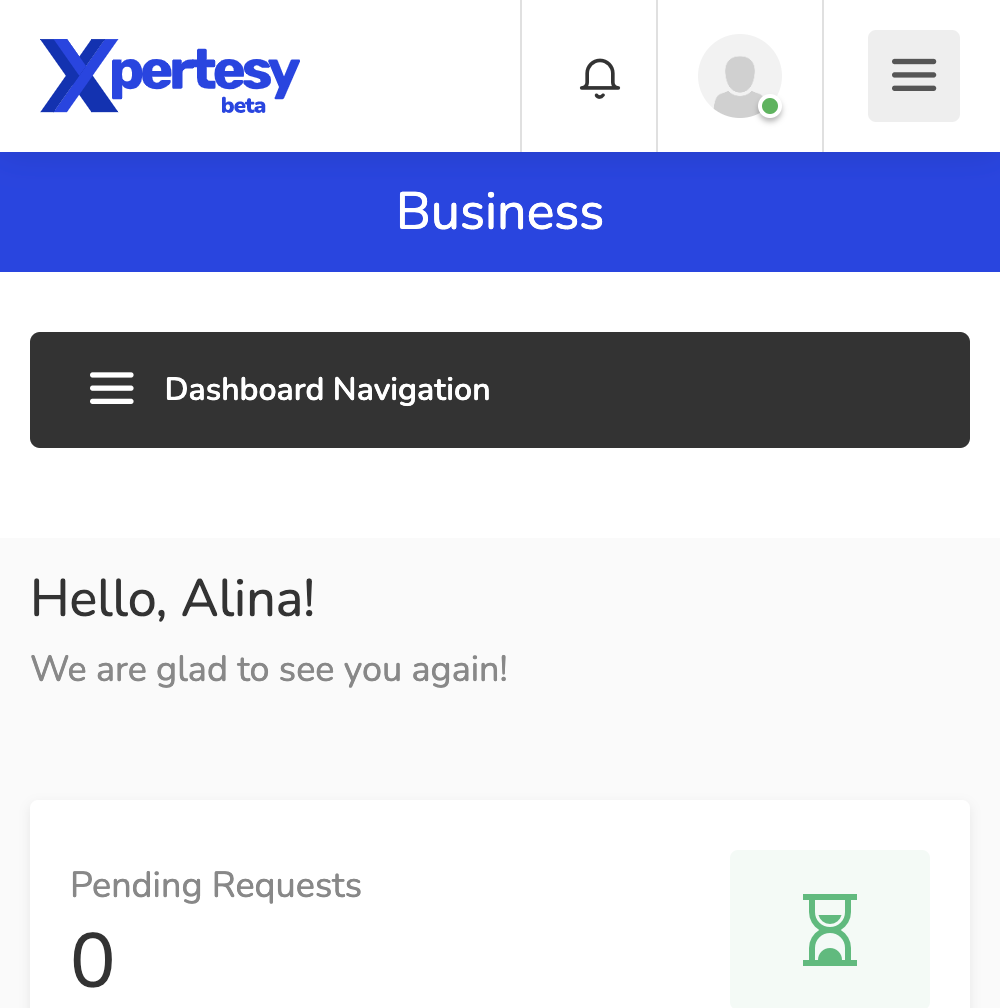 Xpertesy
beta
Business
Dashboard Navigation
Hello, Alina!
We are glad to see you again!
Pending Requests
0